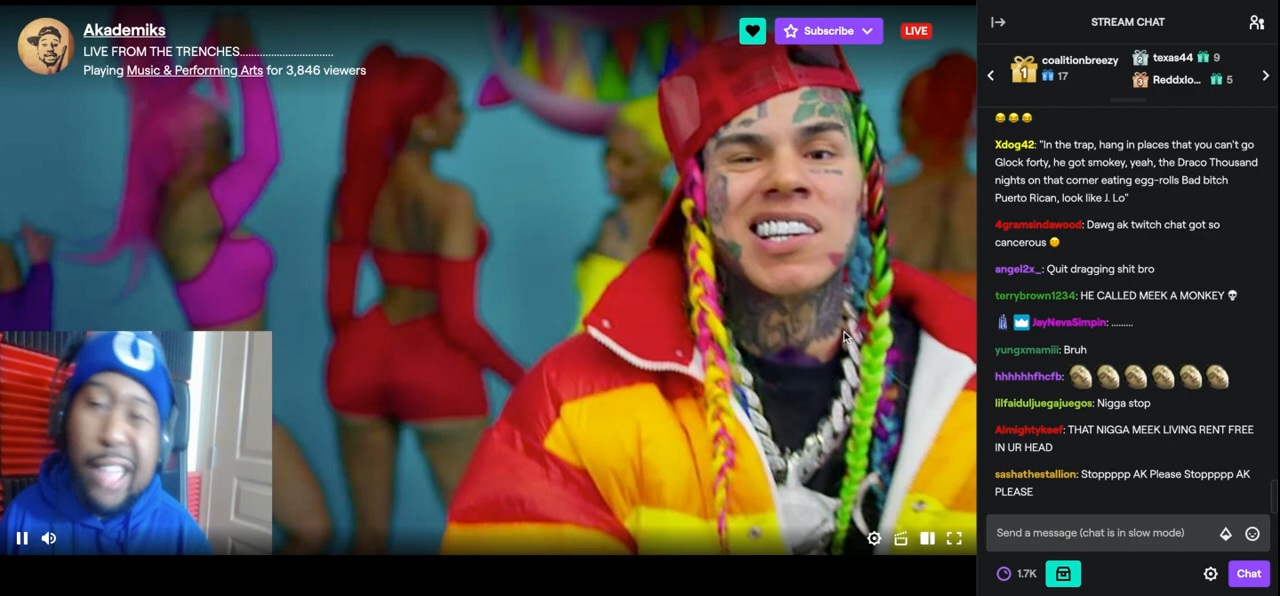 Akademiks
LIVE FROM THE TRENCHES.................................
Playing Music & Performing Arts for 3,846 viewers
Subscribe
LIVE
STREAM CHAT
1
coalitionbreezy
17
2
texas44
9
3
Reddxlo...
5
Xdog42: "In the trap, hang in places that you can't go
Glock forty, he got smokey, yeah, the Draco Thousand
nights on that corner eating egg-rolls Bad bitch
Puerto Rican, look like J. Lo"
4gramsindawood: Dawg ak twitch chat got so
cancerous
angel2x_: Quit dragging shit bro
terrybrown1234: HE CALLED MEEK A MONKEY
JayNevaSimpin: .........
yungxmamiii: Bruh
hhhhhhfhcfb:
lilfaiduljuegajuegos: Nigga stop
Almightykeef: THAT NIGGA MEEK LIVING RENT FREE
IN UR HEAD
sashathestallion: Stoppppp AK Please Stoppppp AK
PLEASE
Send a message (chat is in slow mode)
1.7K
Chat